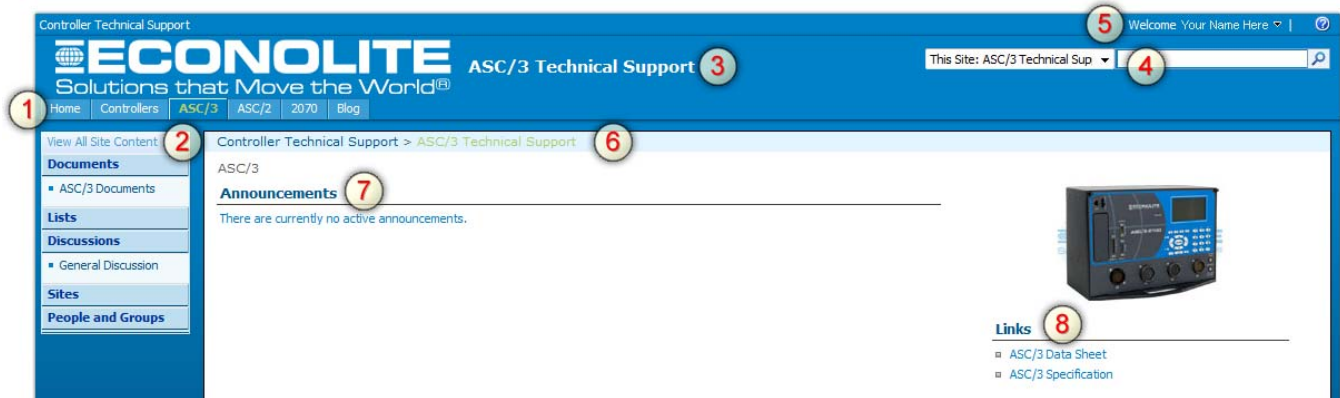 Controller Technical Support
5
Welcome Your Name Here |
ECONOLITE
Solutions that Move the World®
ASC/3 Technical Support 3
This Site: ASC/3 Technical Sup 4
1 Home Controllers ASC/3 ASC/2 2070 Blog
View All Site Content 2
Documents
ASC/3 Documents
Lists
Discussions
General Discussion
Sites
People and Groups
Controller Technical Support > ASC/3 Technical Support 6
ASC/3
Announcements 7
There are currently no active announcements.
Links 8
ASC/3 Data Sheet
ASC/3 Specification